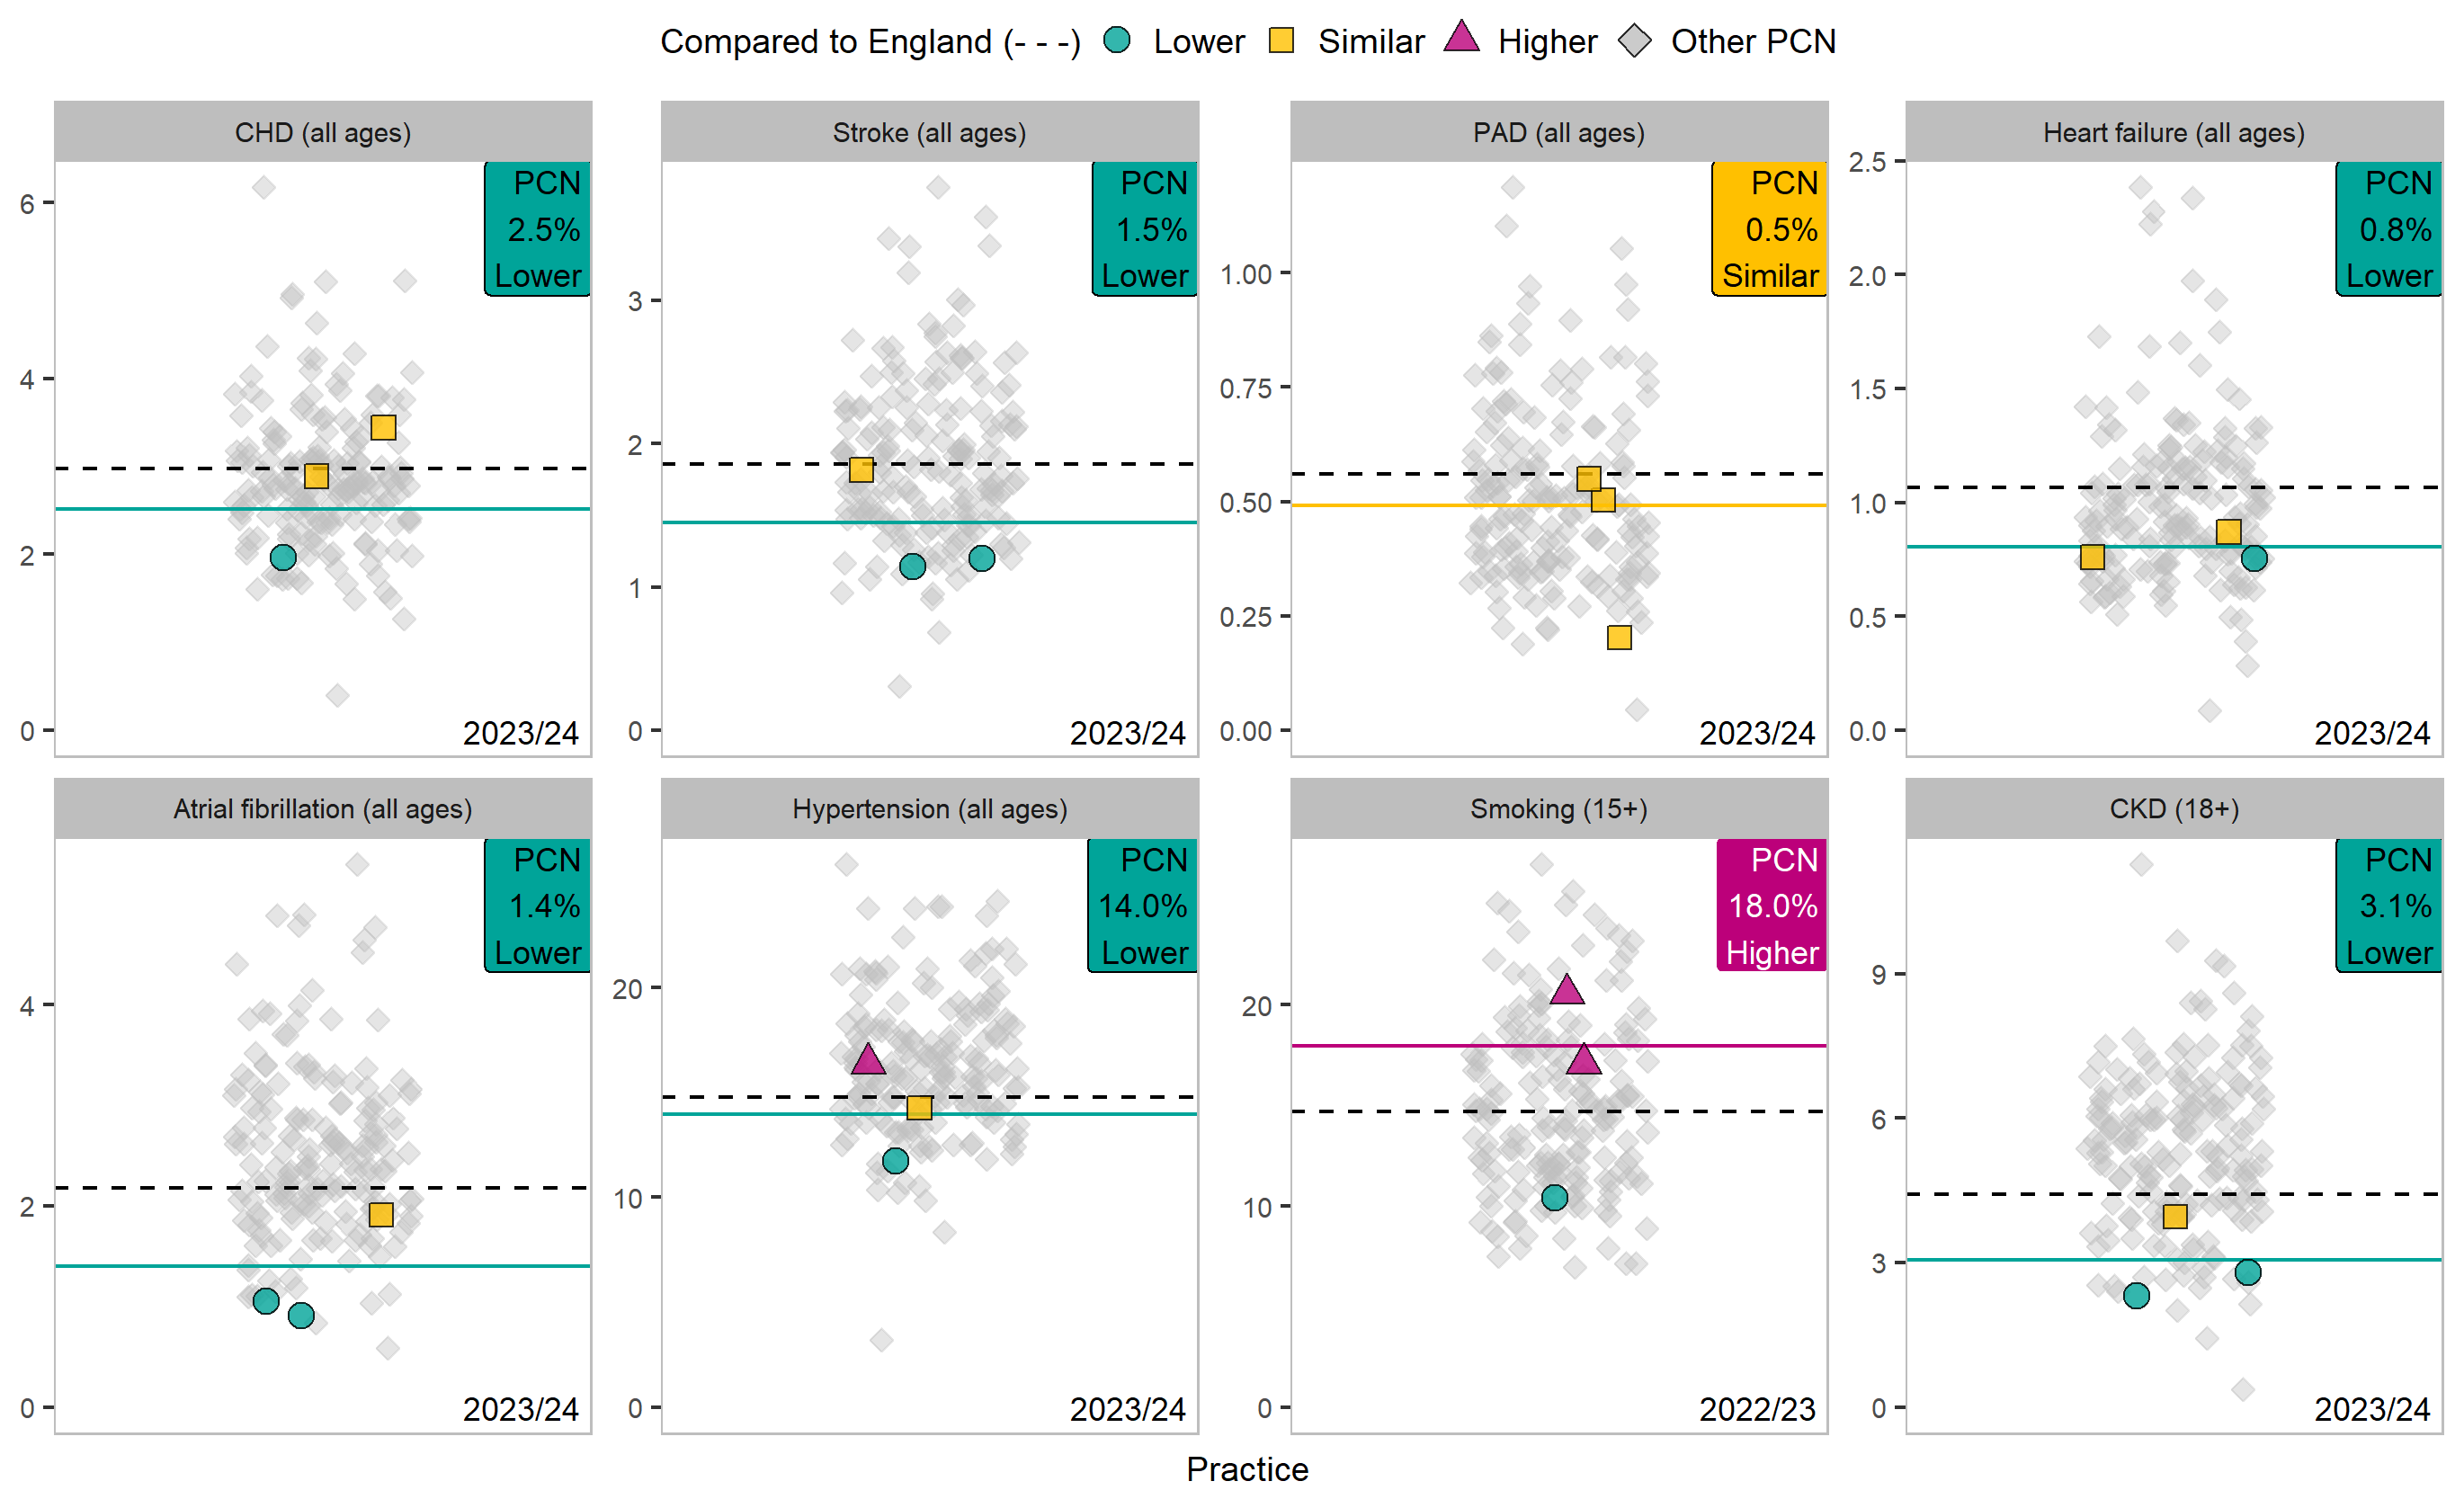 Compared to England (- - -) Lower Similar Higher Other PCN
CHD (all ages)
PCN
2.5%
Lower
6
4
2
0
2023/24
Stroke (all ages)
PCN
1.5%
Lower
3
2
1
0
2023/24
PAD (all ages)
PCN
0.5%
Similar
1.00
0.75
0.50
0.25
0.00
2023/24
Heart failure (all ages)
PCN
0.8%
Lower
2.5
2.0
1.5
1.0
0.5
0.0
2023/24
Atrial fibrillation (all ages)
PCN
1.4%
Lower
4
2
0
2023/24
Hypertension (all ages)
PCN
14.0%
Lower
20
10
0
2023/24
Smoking (15+)
PCN
18.0%
Higher
20
10
0
2022/23
CKD (18+)
PCN
3.1%
Lower
9
6
3
0
2023/24
Practice